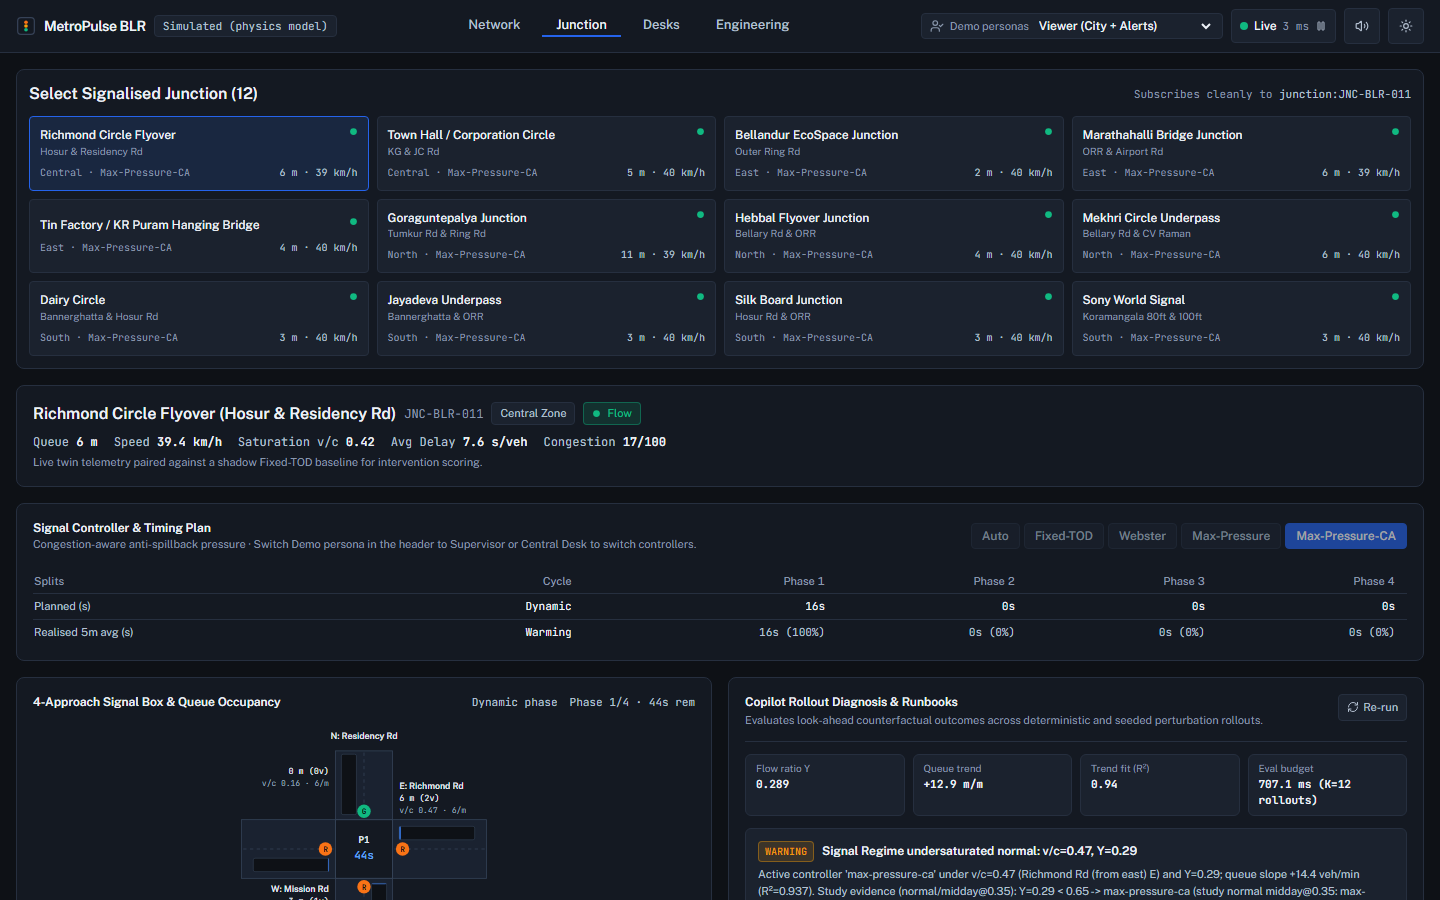 MetroPulse BLR
Simulated (physics model)
Network
Junction
Desks
Engineering
Demo personas
Viewer (City + Alerts)
Live 3 ms
Select Signalised Junction (12)
Subscribes cleanly to junction:JNC-BLR-011
Richmond Circle Flyover
Hosur & Residency Rd
Central · Max-Pressure-CA
6 m · 39 km/h
Town Hall / Corporation Circle
KG & JC Rd
Central · Max-Pressure-CA
5 m · 40 km/h
Bellandur EcoSpace Junction
Outer Ring Rd
East · Max-Pressure-CA
2 m · 40 km/h
Marathahalli Bridge Junction
ORR & Airport Rd
East · Max-Pressure-CA
6 m · 39 km/h
Tin Factory / KR Puram Hanging Bridge
East · Max-Pressure-CA
4 m · 40 km/h
Goraguntepalya Junction
Tumkur Rd & Ring Rd
North · Max-Pressure-CA
11 m · 39 km/h
Hebbal Flyover Junction
Bellary Rd & ORR
North · Max-Pressure-CA
4 m · 40 km/h
Mekhri Circle Underpass
Bellary Rd & CV Raman
North · Max-Pressure-CA
6 m · 40 km/h
Dairy Circle
Bannerghatta & Hosur Rd
South · Max-Pressure-CA
3 m · 40 km/h
Jayadeva Underpass
Bannerghatta & ORR
South · Max-Pressure-CA
3 m · 40 km/h
Silk Board Junction
Hosur Rd & ORR
South · Max-Pressure-CA
3 m · 40 km/h
Sony World Signal
Koramangala 80ft & 100ft
South · Max-Pressure-CA
3 m · 40 km/h
Richmond Circle Flyover (Hosur & Residency Rd) JNC-BLR-011 Central Zone Flow
Queue 6 m Speed 39.4 km/h Saturation v/c 0.42 Avg Delay 7.6 s/veh Congestion 17/100
Live twin telemetry paired against a shadow Fixed-TOD baseline for intervention scoring.
Signal Controller & Timing Plan
Congestion-aware anti-spillback pressure · Switch Demo persona in the header to Supervisor or Central Desk to switch controllers.
Auto
Fixed-TOD
Webster
Max-Pressure
Max-Pressure-CA
Splits Cycle Phase 1 Phase 2 Phase 3 Phase 4
Planned (s) Dynamic 16s 0s 0s 0s
Realised 5m avg (s) Warming 16s (100%) 0s (0%) 0s (0%) 0s (0%)
4-Approach Signal Box & Queue Occupancy
Dynamic phase Phase 1/4 · 44s rem
N: Residency Rd
0 m (0v)
v/c 0.16 · 6/m
G
E: Richmond Rd
6 m (2v)
v/c 0.47 · 6/m
P1
44s
R
R
R
W: Mission Rd
Copilot Rollout Diagnosis & Runbooks
Evaluates look-ahead counterfactual outcomes across deterministic and seeded perturbation rollouts.
Re-run
Flow ratio Y
0.289
Queue trend
+12.9 m/m
Trend fit (R²)
0.94
Eval budget
707.1 ms (K=12
rollouts)
WARNING Signal Regime undersaturated normal: v/c=0.47, Y=0.29
Active controller 'max-pressure-ca' under v/c=0.47 (Richmond Rd (from east) E) and Y=0.29; queue slope +14.4 veh/min
(R²=0.937). Study evidence (normal/midday@0.35): Y=0.29 < 0.65 -> max-pressure-ca (study normal midday@0.35: max-